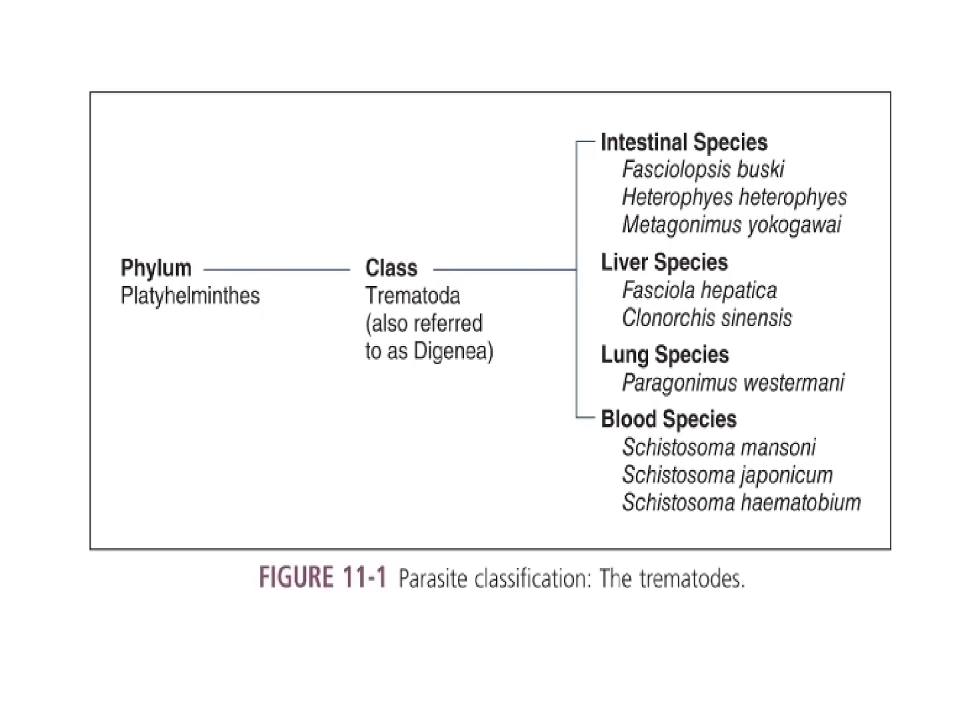 Phylum
Platyhelminthes
Class
Trematoda
(also referred
to as Digenea)
Intestinal Species
Fasciolopsis buski
Heterophyes heterophyes
Metagonimus yokogawai
Liver Species
Fasciola hepatica
Clonorchis sinensis
Lung Species
Paragonimus westermani
Blood Species
Schistosoma mansoni
Schistosoma japonicum
Schistosoma haematobium
FIGURE 11-1 Parasite classification: The trematodes.